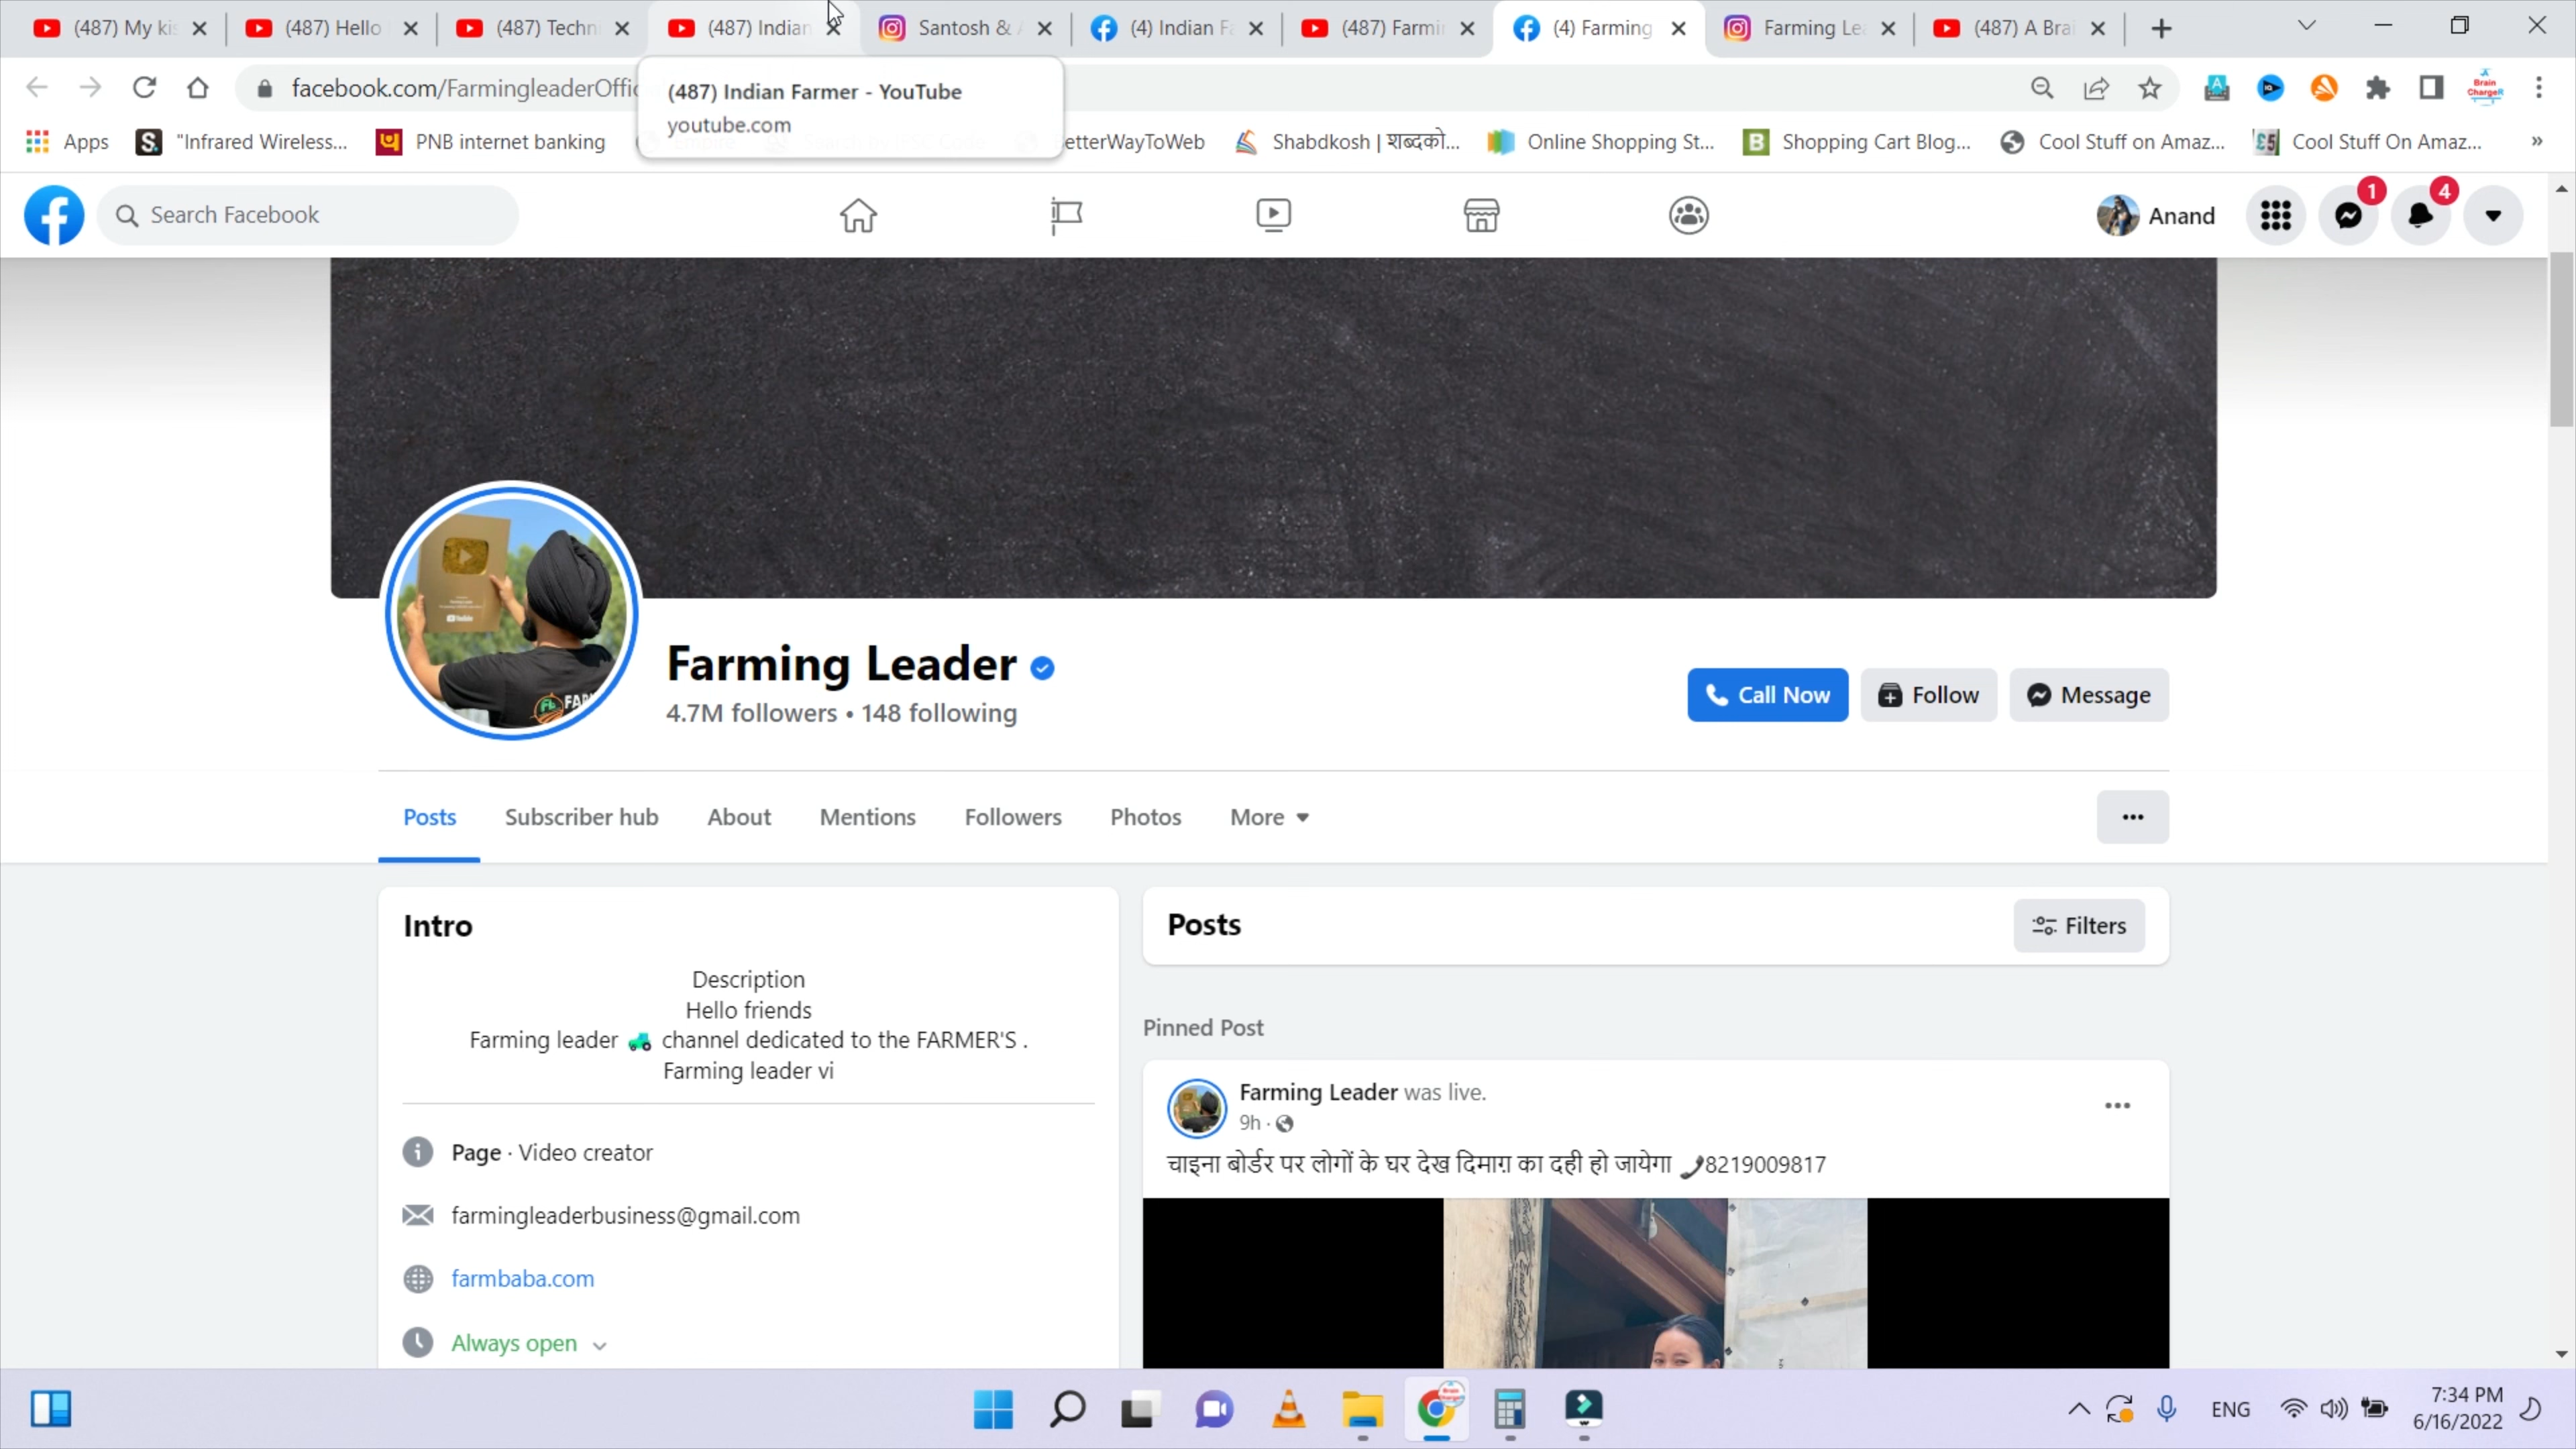 (487) My kis
(487) Hello
(487) Techn
(487) Indian
Santosh &
(4) Indian Fa
(487) Farmi
(4) Farming
Farming Le
(487) A Brai
facebook.com/FarmingleaderOffic
(487) Indian Farmer - YouTube
youtube.com
Brain
ChargeR
Apps
"Infrared Wireless...
PNB internet banking
etterWayToWeb
Shabdkosh | शब्दको...
Online Shopping St...
Shopping Cart Blog...
Cool Stuff on Amaz...
Cool Stuff On Amaz...
»
Search Facebook
Anand
1
4
Farming Leader
4.7M followers • 148 following
Call Now
Follow
Message
Posts
Subscriber hub
About
Mentions
Followers
Photos
More
Intro
Description
Hello friends
Farming leader 🚜 channel dedicated to the FARMER'S .
Farming leader vi
Page · Video creator
farmingleaderbusiness@gmail.com
farmbaba.com
Always open
Posts
Filters
Pinned Post
Farming Leader was live.
9h ·
चाइना बोर्डर पर लोगों के घर देख दिमाग़ का दही हो जायेगा 📞8219009817
ENG
7:34 PM
6/16/2022